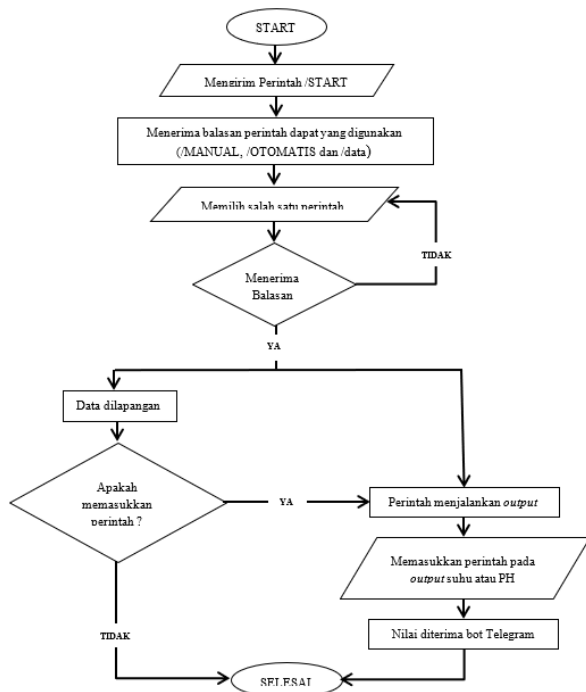 START
Mengirim Perintah /START
Menerima balasan perintah dapat yang digunakan
(/MANUAL, /OTOMATIS dan /data)
Memilih salah satu perintah
TIDAK
Menerima
Balasan
YA
Data dilapangan
Apakah
memasukkan
perintah ?
YA
Perintah menjalankan output
Memasukkan perintah pada
output suhu atau PH
Nilai diterima bot Telegram
TIDAK
SELESAI